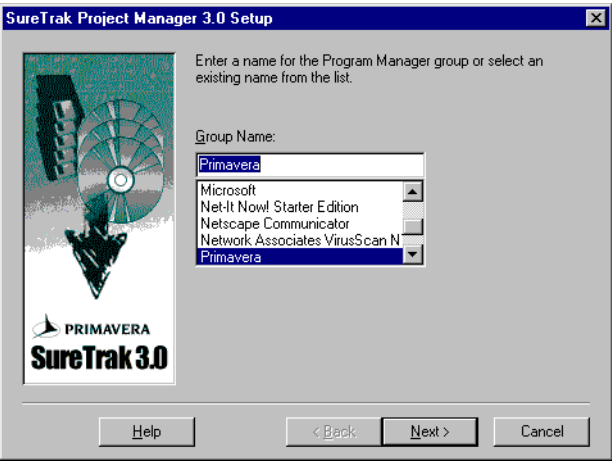 SureTrak Project Manager 3.0 Setup
Enter a name for the Program Manager group or select an
existing name from the list.
Group Name:
Primavera
Microsoft
Net-It Now! Starter Edition
Netscape Communicator
Network Associates VirusScan N
Primavera
PRIMAVERA
SureTrak 3.0
Help
< Back
Next >
Cancel